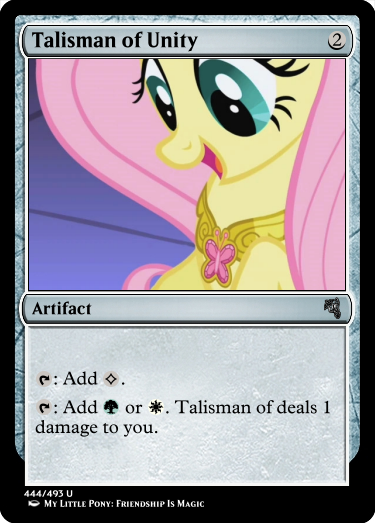 Talisman of Unity 2
Artifact
: Add .
: Add or . Talisman of deals 1
damage to you.
444/493 U
My Little Pony: Friendship Is Magic